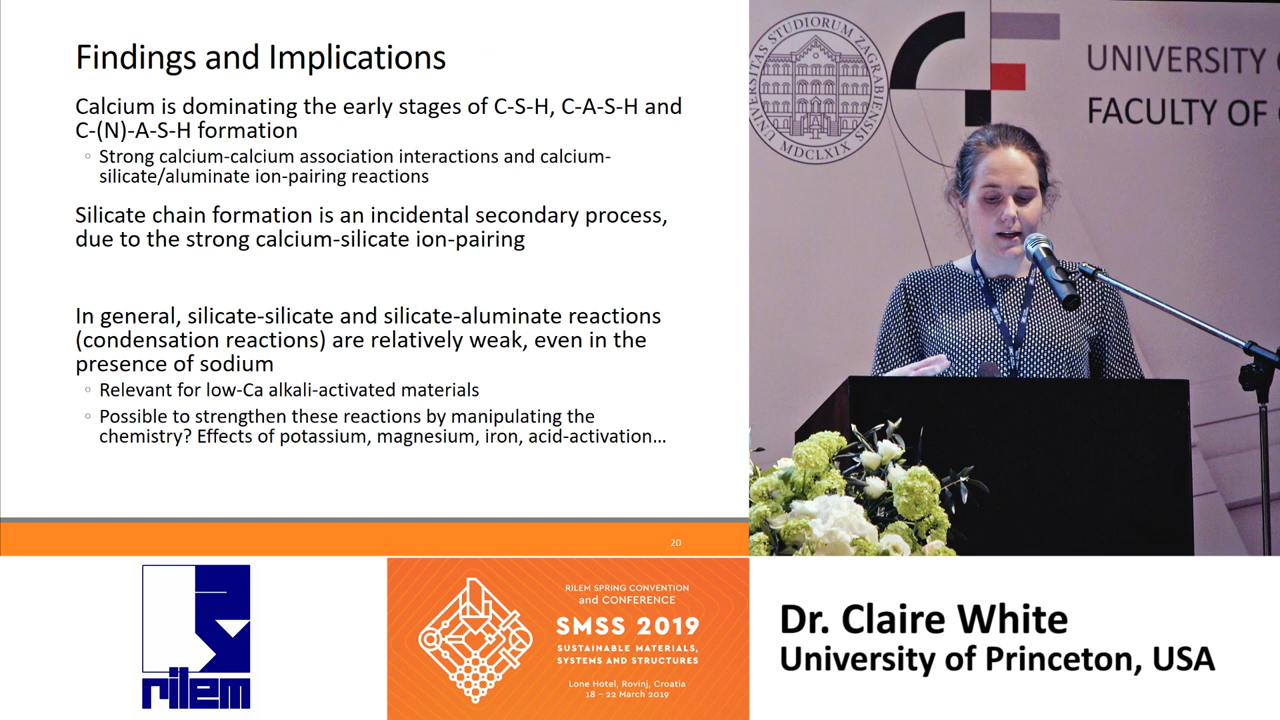 Findings and Implications
Calcium is dominating the early stages of C-S-H, C-A-S-H and
C-(N)-A-S-H formation
◦ Strong calcium-calcium association interactions and calcium-
silicate/aluminate ion-pairing reactions
Silicate chain formation is an incidental secondary process,
due to the strong calcium-silicate ion-pairing
In general, silicate-silicate and silicate-aluminate reactions
(condensation reactions) are relatively weak, even in the
presence of sodium
◦ Relevant for low-Ca alkali-activated materials
◦ Possible to strengthen these reactions by manipulating the
chemistry? Effects of potassium, magnesium, iron, acid-activation...
20
UNIVERSITAS STUDIORUM ZAGRABIENSIS
MDCLXIX
UNIVERSITY
FACULTY OF
rilem
RILEM SPRING CONVENTION
and CONFERENCE
SMSS 2019
SUSTAINABLE MATERIALS,
SYSTEMS AND STRUCTURES
Lone Hotel, Rovinj, Croatia
18 – 22 March 2019
Dr. Claire White
University of Princeton, USA